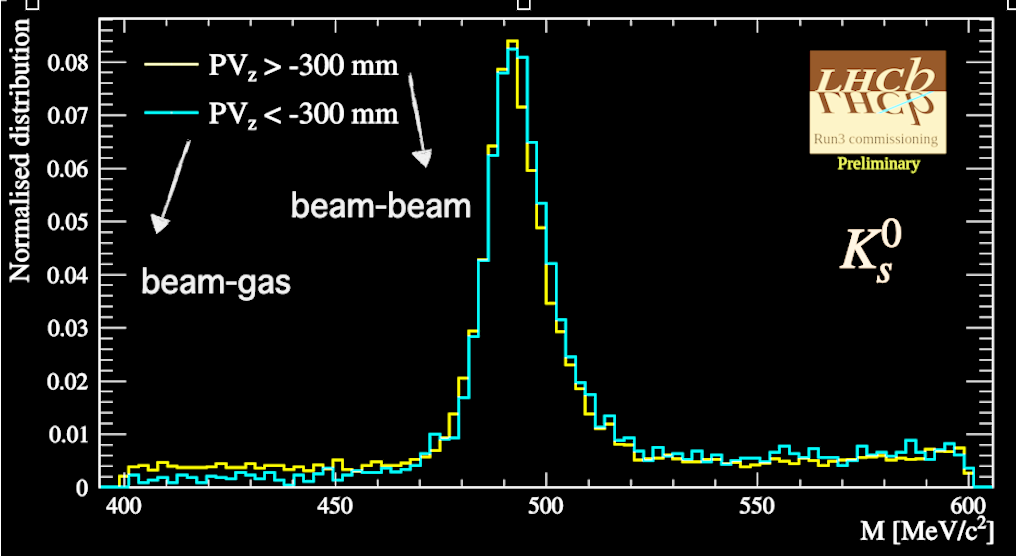 Normalised distribution
0.08
0.07
0.06
0.05
0.04
0.03
0.02
0.01
0
PVz > -300 mm
PVz < -300 mm
beam-beam
beam-gas
LHCb
LHCb
Run3 commissioning
Preliminary
K⁰s
400 450 500 550 600
M [MeV/c²]